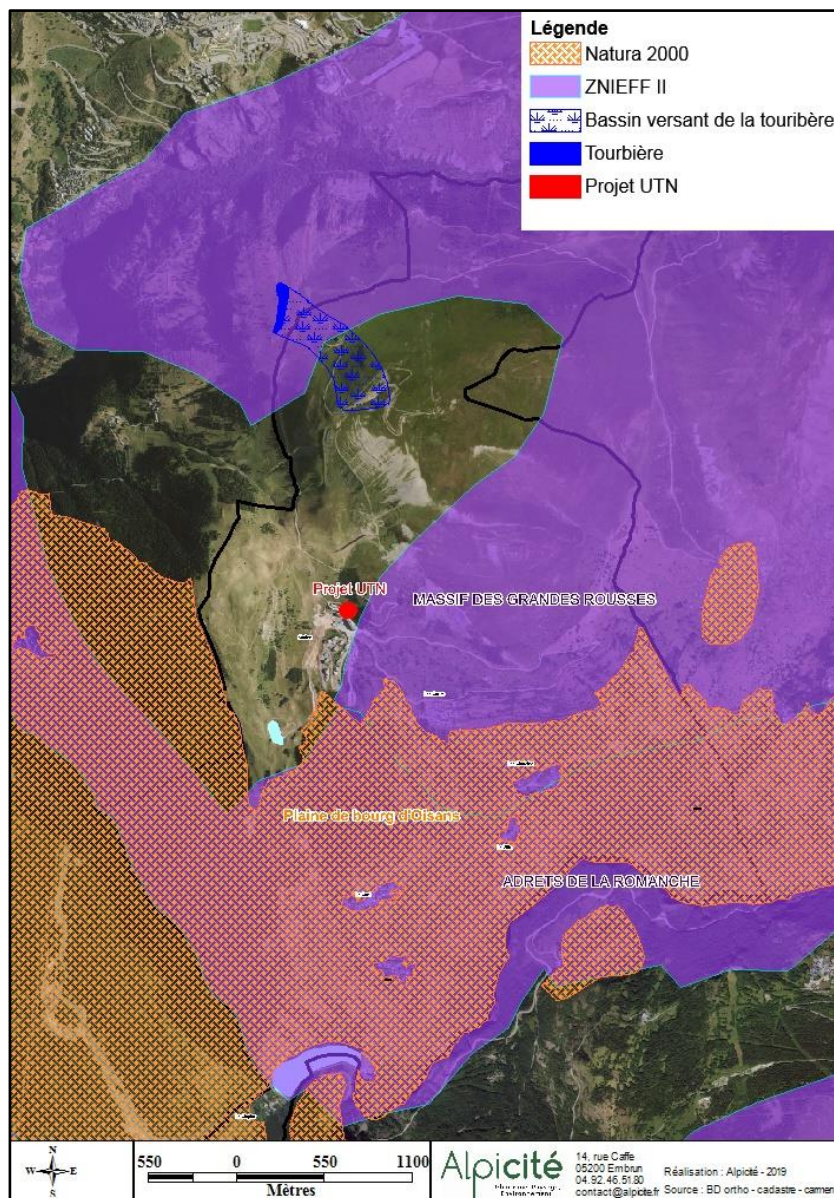 Légende
Natura 2000
ZNIEFF II
Bassin versant de la touribère
Tourbière
Projet UTN
Projet UTN
MASSIF DES GRANDES ROUSSES
Plaine de bourg d'Oisans
ADRETS DE LA ROMANCHE
N
W E
S
550 0 550 1100
Mètres
Alpicité
14, rue Caffe
05200 Embrun
04.92.46.51.80
contact@alpicite.fr
Réalisation : Alpicité - 2019
Source : BD ortho - cadastre - carmen